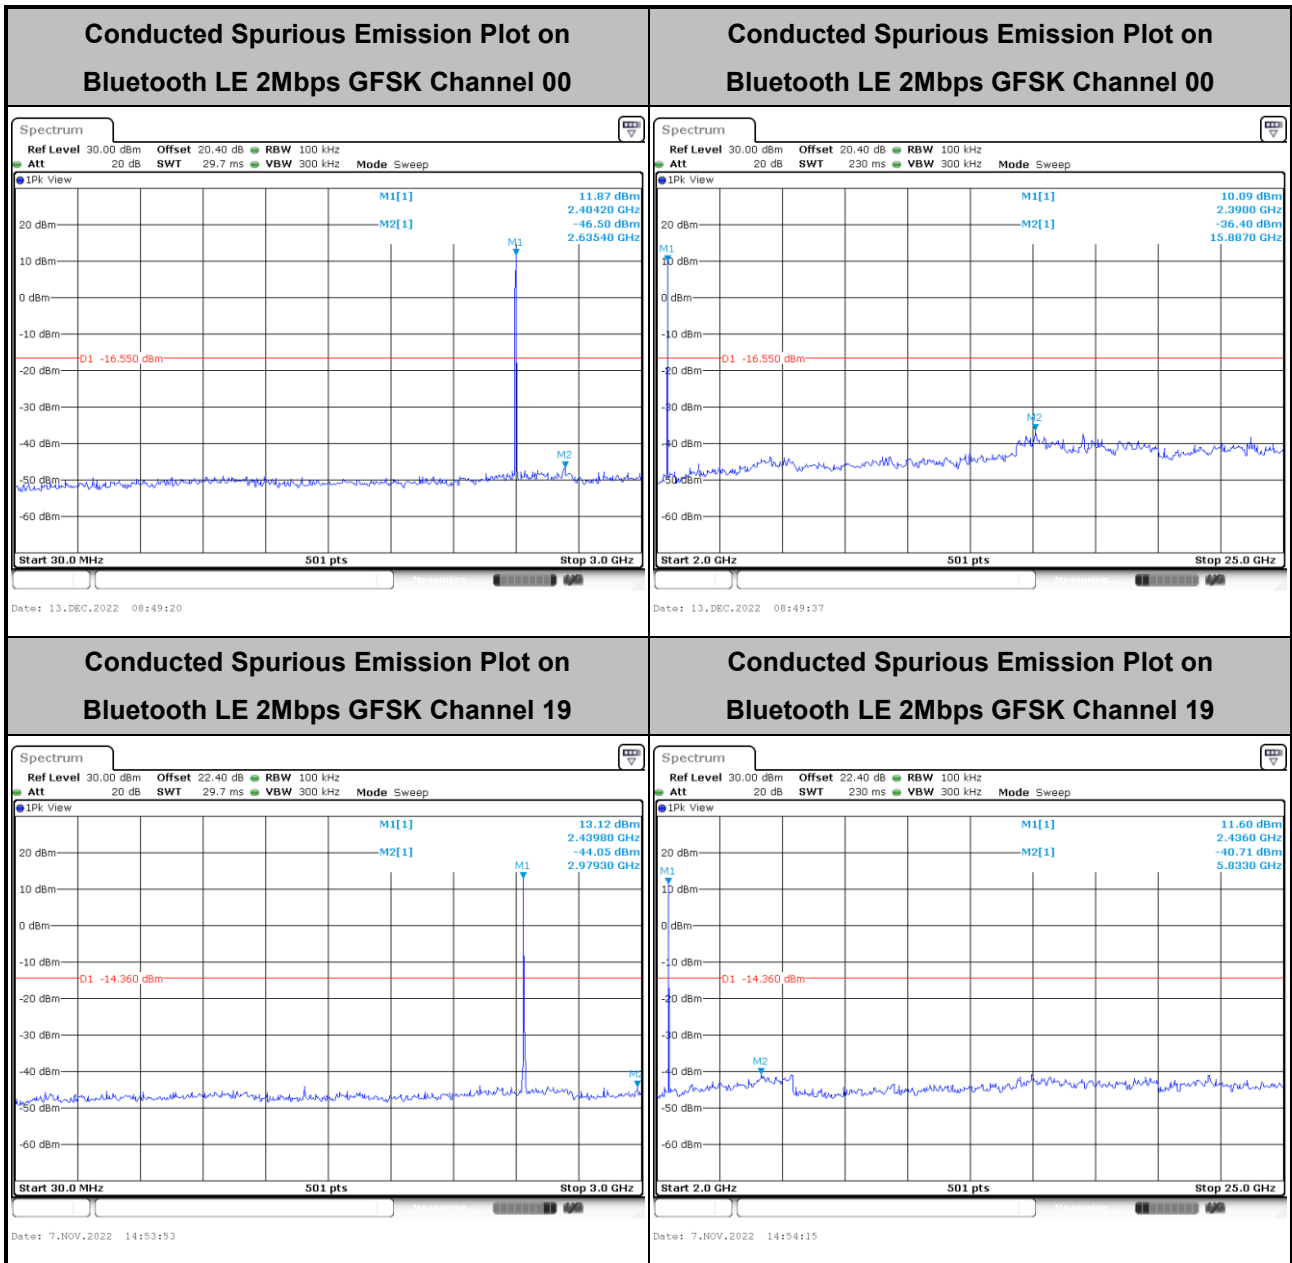 Conducted Spurious Emission Plot on
Bluetooth LE 2Mbps GFSK Channel 00
Spectrum
Ref Level 30.00 dBm Offset 20.40 dB RBW 100 kHz
Att 20 dB SWT 29.7 ms VBW 300 kHz Mode Sweep
1Pk View
M1[1] 11.87 dBm
2.40420 GHz
M2[1] -46.50 dBm
2.63540 GHz
M1
M2
20 dBm
10 dBm
0 dBm
-10 dBm
D1 -16.550 dBm
-20 dBm
-30 dBm
-40 dBm
-50 dBm
-60 dBm
Start 30.0 MHz 501 pts Stop 3.0 GHz
Measuring...
Date: 13.DEC.2022 08:49:20
Conducted Spurious Emission Plot on
Bluetooth LE 2Mbps GFSK Channel 00
Spectrum
Ref Level 30.00 dBm Offset 20.40 dB RBW 100 kHz
Att 20 dB SWT 230 ms VBW 300 kHz Mode Sweep
1Pk View
M1[1] 10.09 dBm
2.3900 GHz
M2[1] -36.40 dBm
15.8870 GHz
M1
M2
20 dBm
10 dBm
0 dBm
-10 dBm
D1 -16.550 dBm
-20 dBm
-30 dBm
-40 dBm
-50 dBm
-60 dBm
Start 2.0 GHz 501 pts Stop 25.0 GHz
Measuring...
Date: 13.DEC.2022 08:49:37
Conducted Spurious Emission Plot on
Bluetooth LE 2Mbps GFSK Channel 19
Spectrum
Ref Level 30.00 dBm Offset 22.40 dB RBW 100 kHz
Att 20 dB SWT 29.7 ms VBW 300 kHz Mode Sweep
1Pk View
M1[1] 13.12 dBm
2.43980 GHz
M2[1] -44.05 dBm
2.97930 GHz
M1
M2
20 dBm
10 dBm
0 dBm
-10 dBm
D1 -14.360 dBm
-20 dBm
-30 dBm
-40 dBm
-50 dBm
-60 dBm
Start 30.0 MHz 501 pts Stop 3.0 GHz
Measuring...
Date: 7.NOV.2022 14:53:53
Conducted Spurious Emission Plot on
Bluetooth LE 2Mbps GFSK Channel 19
Spectrum
Ref Level 30.00 dBm Offset 22.40 dB RBW 100 kHz
Att 20 dB SWT 230 ms VBW 300 kHz Mode Sweep
1Pk View
M1[1] 11.60 dBm
2.4360 GHz
M2[1] -40.71 dBm
5.8330 GHz
M1
M2
20 dBm
10 dBm
0 dBm
-10 dBm
D1 -14.360 dBm
-20 dBm
-30 dBm
-40 dBm
-50 dBm
-60 dBm
Start 2.0 GHz 501 pts Stop 25.0 GHz
Measuring...
Date: 7.NOV.2022 14:54:15